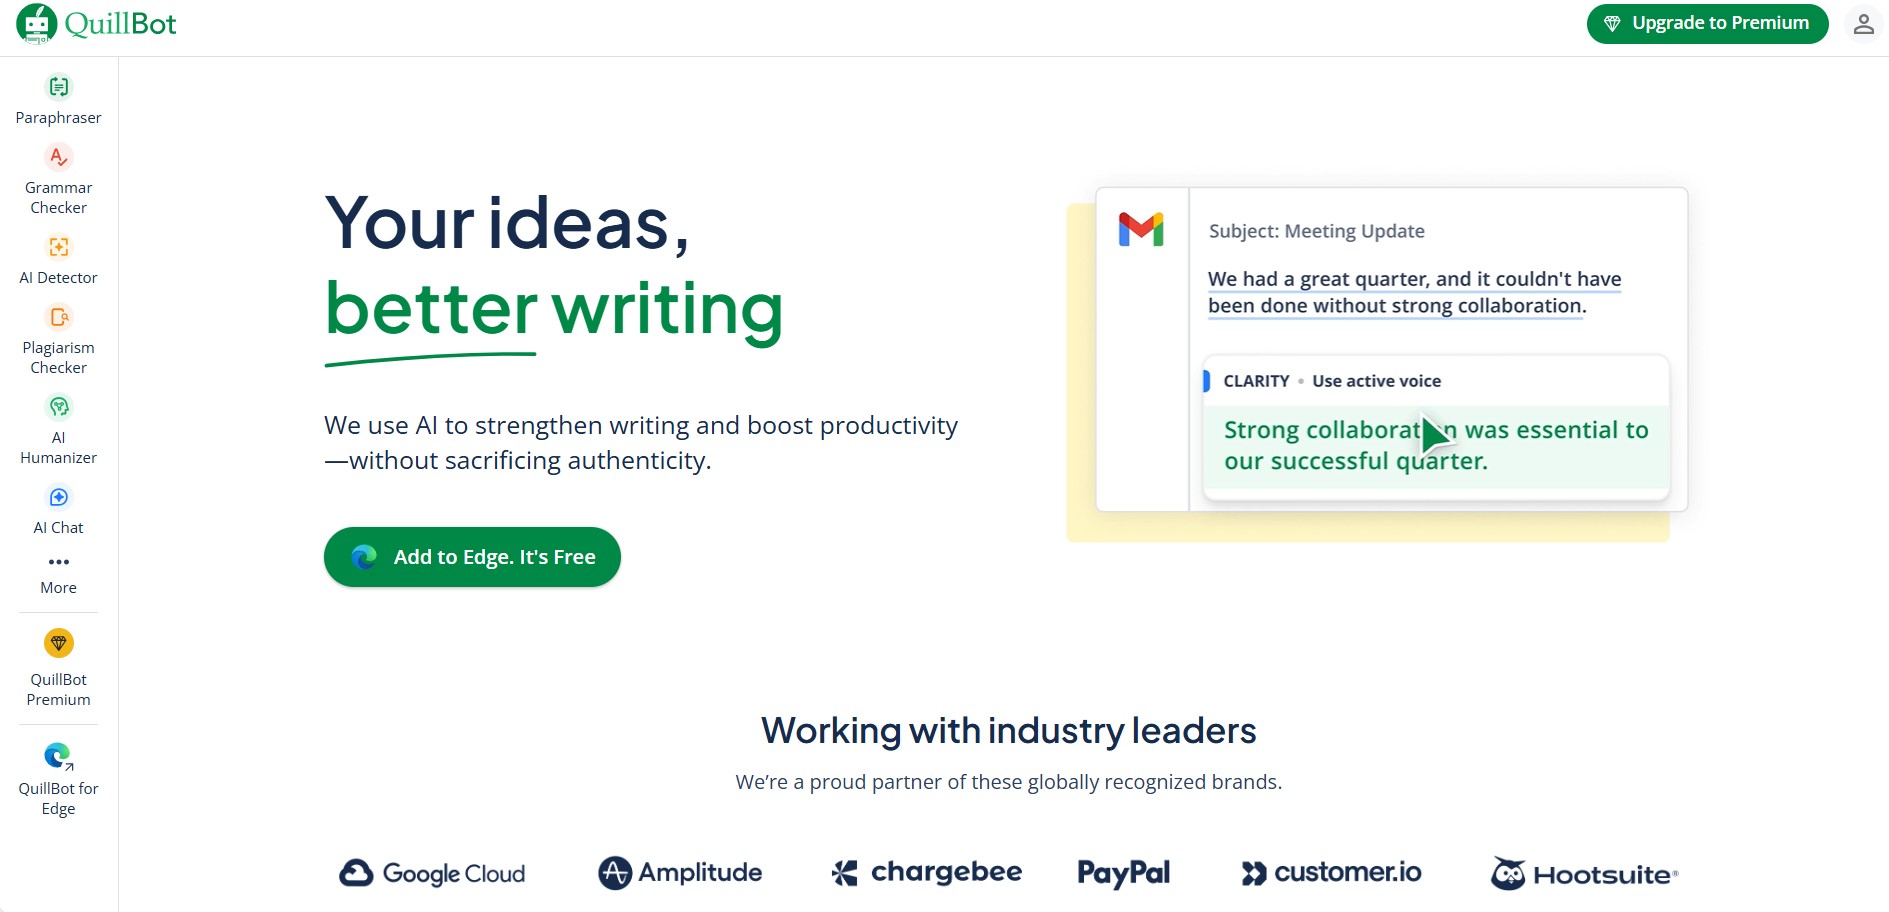 QuillBot
Upgrade to Premium
Paraphraser
Grammar
Checker
AI Detector
Plagiarism
Checker
AI
Humanizer
AI Chat
More
QuillBot
Premium
QuillBot for
Edge
Your ideas,
better writing
We use AI to strengthen writing and boost productivity
—without sacrificing authenticity.
Add to Edge. It's Free
Subject: Meeting Update
We had a great quarter, and it couldn't have
been done without strong collaboration.
CLARITY • Use active voice
Strong collaboration was essential to
our successful quarter.
Working with industry leaders
We’re a proud partner of these globally recognized brands.
Google Cloud
Amplitude
chargebee
PayPal
customer.io
Hootsuite®